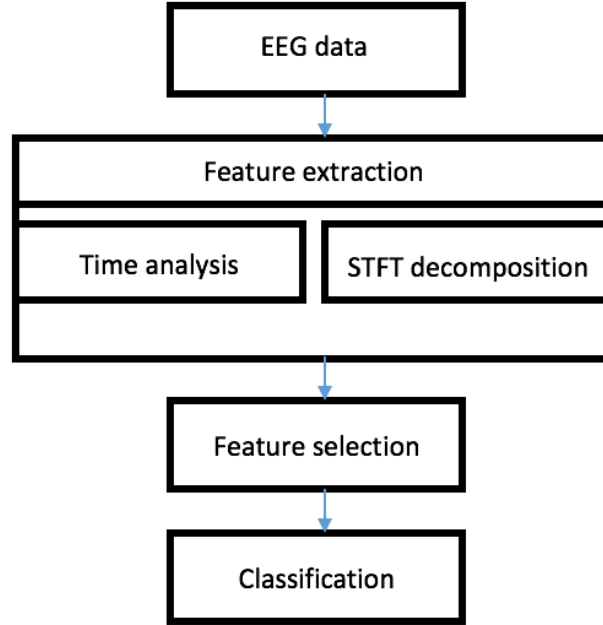 EEG data
Feature extraction
Time analysis
STFT decomposition
Feature selection
Classification